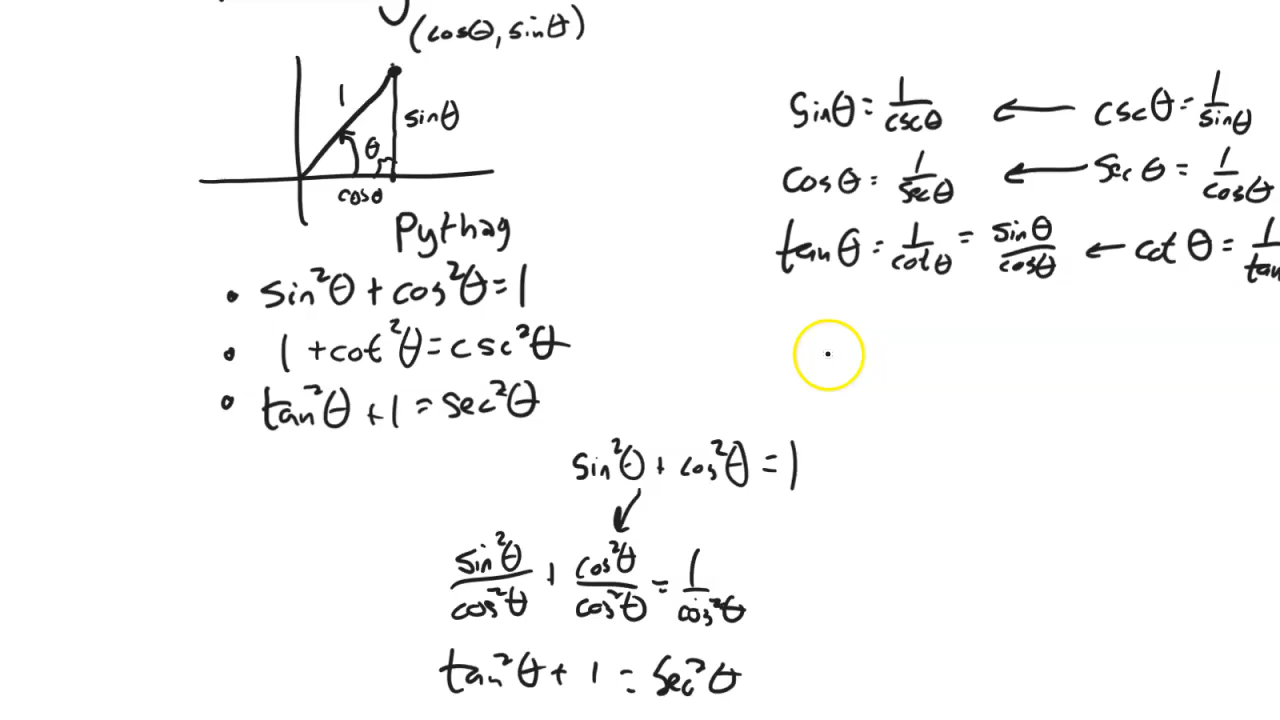 (cosθ, sinθ)
1
sinθ
θ
cosθ
Pythag
• sin²θ + cos²θ = 1
• 1 + cot²θ = csc²θ
• tan²θ + 1 = sec²θ
sinθ = 1/cscθ ← cscθ = 1/sinθ
cosθ = 1/secθ ← secθ = 1/cosθ
tanθ = 1/cotθ = sinθ/cosθ ← cotθ = 1/tan
sin²θ + cos²θ = 1
sin²θ/cos²θ + cos²θ/cos²θ = 1/cos²θ
tan²θ + 1 = sec²θ